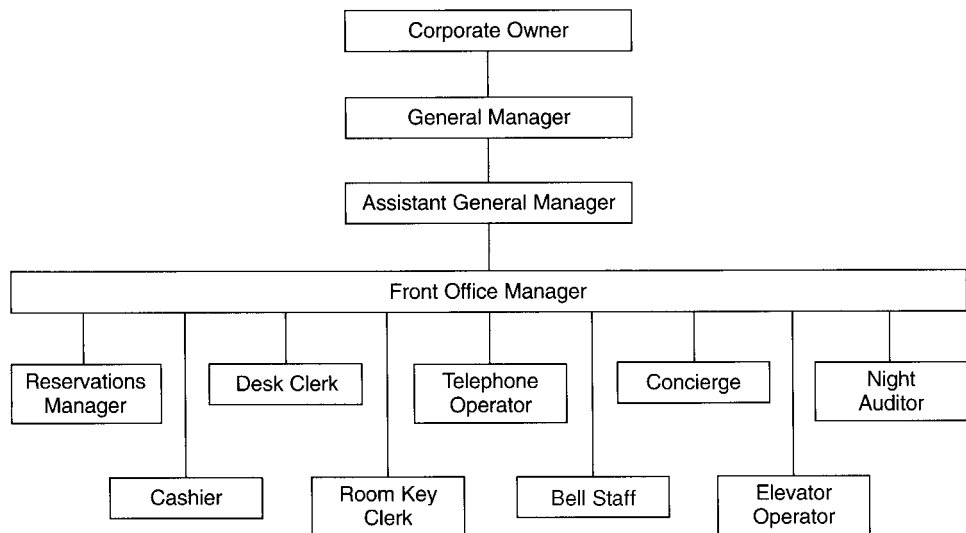 Corporate Owner
General Manager
Assistant General Manager
Front Office Manager
Reservations
Manager
Desk Clerk
Telephone
Operator
Concierge
Night
Auditor
Cashier
Room Key
Clerk
Bell Staff
Elevator
Operator